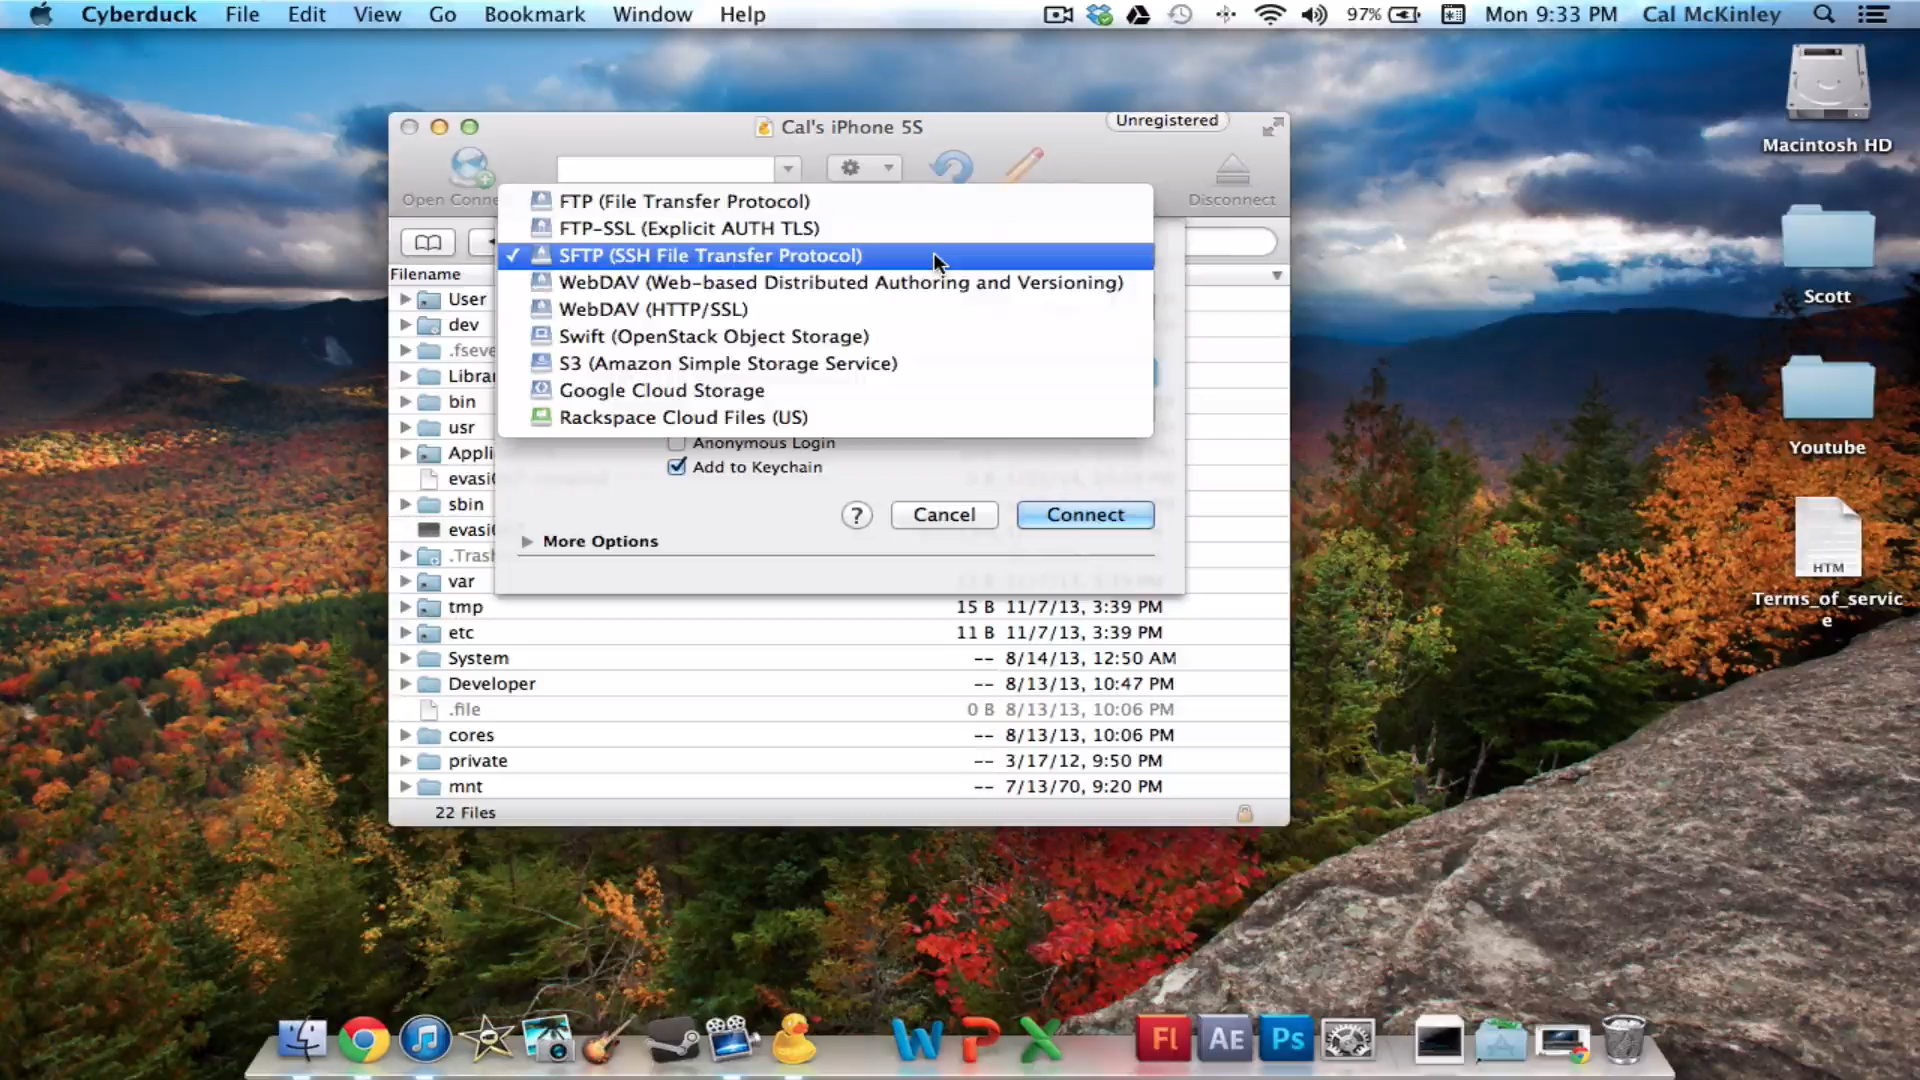 Cyberduck File Edit View Go Bookmark Window Help
97% Mon 9:33 PM Cal McKinley
Cal's iPhone 5S
Unregistered
Open Conne
Disconnect
FTP (File Transfer Protocol)
FTP-SSL (Explicit AUTH TLS)
✓ SFTP (SSH File Transfer Protocol)
WebDAV (Web-based Distributed Authoring and Versioning)
WebDAV (HTTP/SSL)
Swift (OpenStack Object Storage)
S3 (Amazon Simple Storage Service)
Google Cloud Storage
Rackspace Cloud Files (US)
Anonymous Login
Add to Keychain
? Cancel Connect
More Options
Filename
User
dev
.fseve
Librar
bin
usr
Appli
evasi
sbin
evasi
.Trash
var
tmp 15 B 11/7/13, 3:39 PM
etc 11 B 11/7/13, 3:39 PM
System -- 8/14/13, 12:50 AM
Developer -- 8/13/13, 10:47 PM
.file 0 B 8/13/13, 10:06 PM
cores -- 8/13/13, 10:06 PM
private -- 3/17/12, 9:50 PM
mnt -- 7/13/70, 9:20 PM
22 Files
Macintosh HD
Scott
Youtube
HTM
Terms_of_servic
e
Fl AE Ps